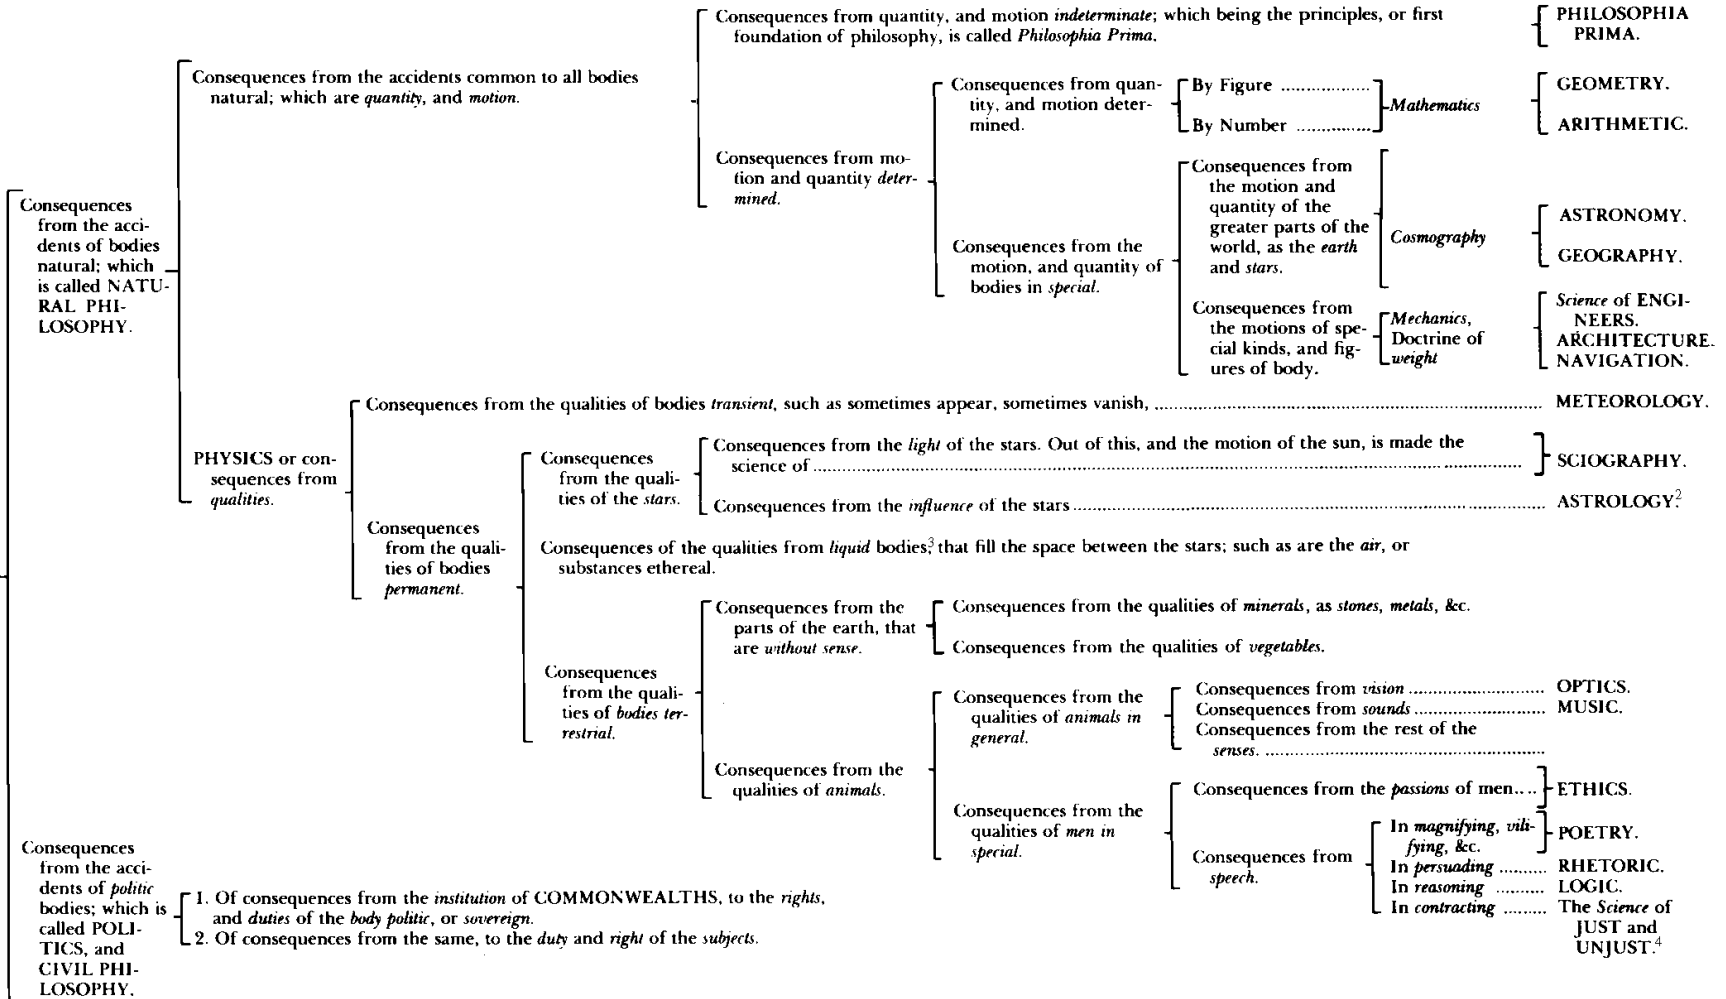 Consequences from quantity, and motion indeterminate; which being the principles, or first
foundation of philosophy, is called Philosophia Prima.
PHILOSOPHIA
PRIMA.
Consequences from the accidents common to all bodies
natural; which are quantity, and motion.
Consequences from quan-
tity, and motion deter-
mined.
By Figure ..................
By Number ...............
Mathematics
GEOMETRY.
ARITHMETIC.
Consequences from mo-
tion and quantity deter-
mined.
Consequences from
the motion and
quantity of the
greater parts of the
world, as the earth
and stars.
Cosmography
ASTRONOMY.
GEOGRAPHY.
Consequences
from the acci-
dents of bodies
natural; which
is called NATU-
RAL PHI-
LOSOPHY.
Consequences from the
motion, and quantity of
bodies in special.
Consequences from
the motions of spe-
cial kinds, and fig-
ures of body.
Mechanics,
Doctrine of
weight
Science of ENGI-
NEERS.
ARCHITECTURE.
NAVIGATION.
Consequences from the qualities of bodies transient, such as sometimes appear, sometimes vanish, ........ METEOROLOGY.
PHYSICS or con-
sequences from
qualities.
Consequences
from the quali-
ties of the stars.
Consequences from the light of the stars. Out of this, and the motion of the sun, is made the
science of ........ SCIOGRAPHY.
Consequences from the influence of the stars ........ ASTROLOGY.2
Consequences
from the quali-
ties of bodies
permanent.
Consequences of the qualities from liquid bodies,3 that fill the space between the stars; such as are the air, or
substances ethereal.
Consequences from the
parts of the earth, that
are without sense.
Consequences from the qualities of minerals, as stones, metals, &c.
Consequences from the qualities of vegetables.
Consequences
from the quali-
ties of bodies ter-
restrial.
Consequences from the
qualities of animals in
general.
Consequences from vision ........ OPTICS.
Consequences from sounds ........ MUSIC.
Consequences from the rest of the
senses. ........
Consequences from the
qualities of animals.
Consequences from the passions of men.... ETHICS.
Consequences from the
qualities of men in
special.
Consequences from
speech.
In magnifying, vili-
fying, &c.
POETRY.
In persuading .......... RHETORIC.
In reasoning .......... LOGIC.
In contracting ......... The Science of
JUST and
UNJUST.4
Consequences
from the acci-
dents of politic
bodies; which is
called POLI-
TICS, and
CIVIL PHI-
LOSOPHY.
1. Of consequences from the institution of COMMONWEALTHS, to the rights,
and duties of the body politic, or sovereign.
2. Of consequences from the same, to the duty and right of the subjects.